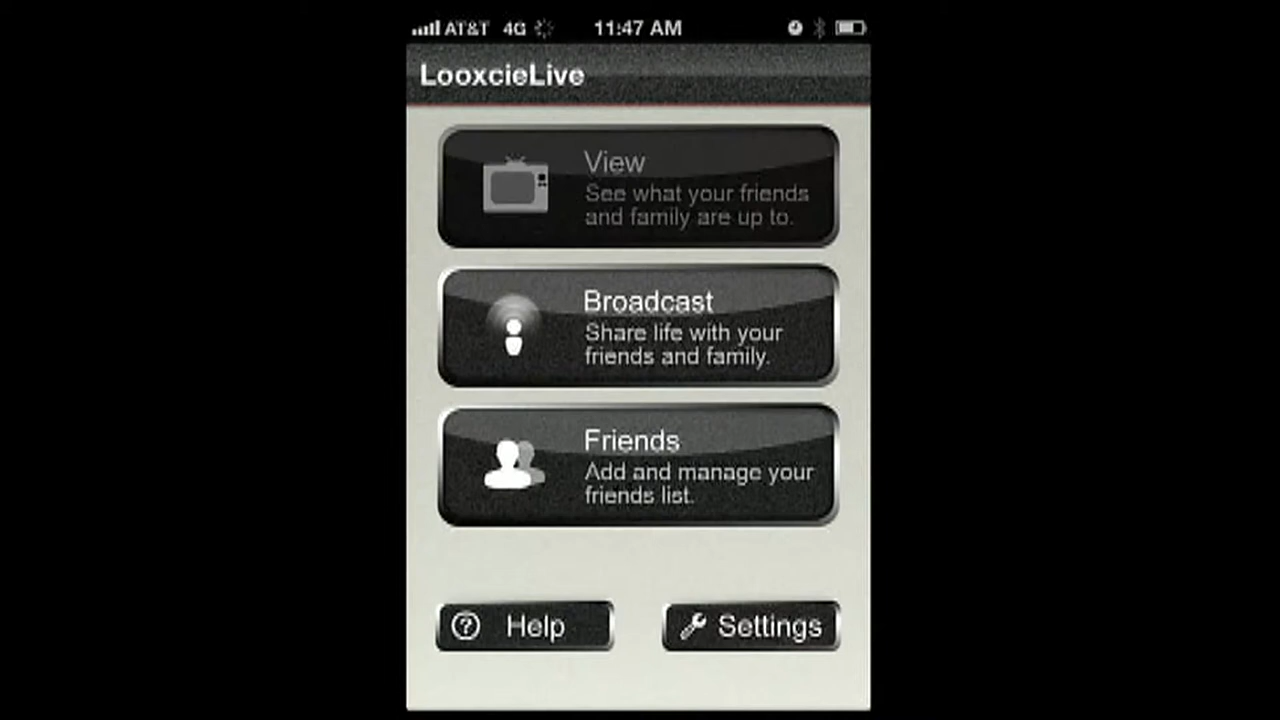 AT&T 4G 11:47 AM
LooxcieLive
View
See what your friends
and family are up to.
Broadcast
Share life with your
friends and family.
Friends
Add and manage your
friends list.
Help
Settings